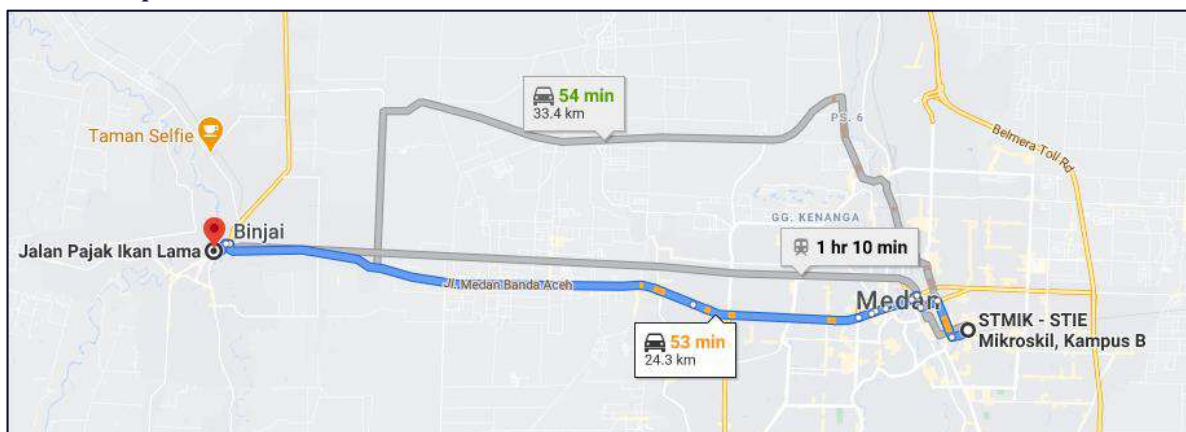 54 min
33.4 km
PS. 6
Belmera Toll Rd
Taman Selfie
GG. KENANGA
Binjai
Jalan Pajak Ikan Lama
1 hr 10 min
Jl. Medan Banda Aceh
Medan
STMIK - STIE
Mikroskil, Kampus B
53 min
24.3 km